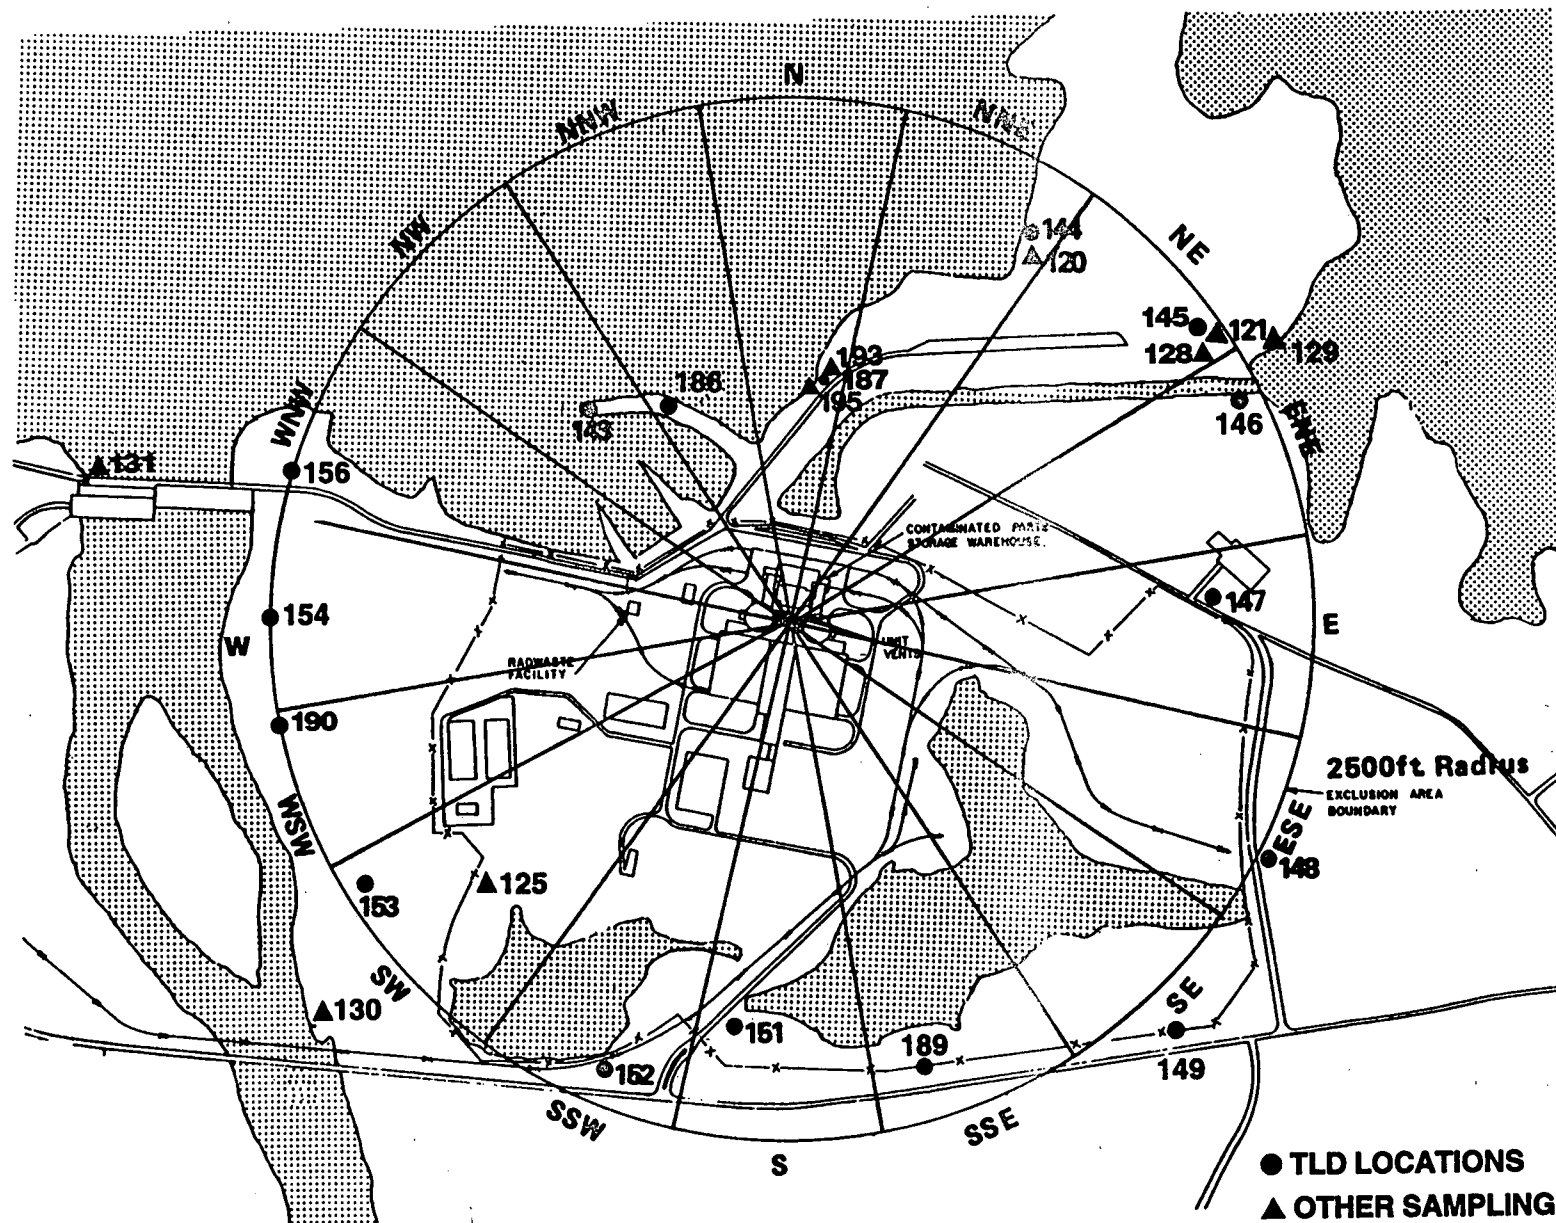 N
NNW
NNE
NW
NE
144
120
145
121
128
129
193
187
195
186
143
146
ENE
WNW
131
156
CONTAMINATED PARTS
STORAGE WAREHOUSE
147
154
W
E
UNIT
VENTS
RADWASTE
FACILITY
190
2500ft. Radius
EXCLUSION AREA
BOUNDARY
WSW
ESE
148
153
125
SW
SE
130
151
189
152
149
SSW
SSE
S
TLD LOCATIONS
OTHER SAMPLING